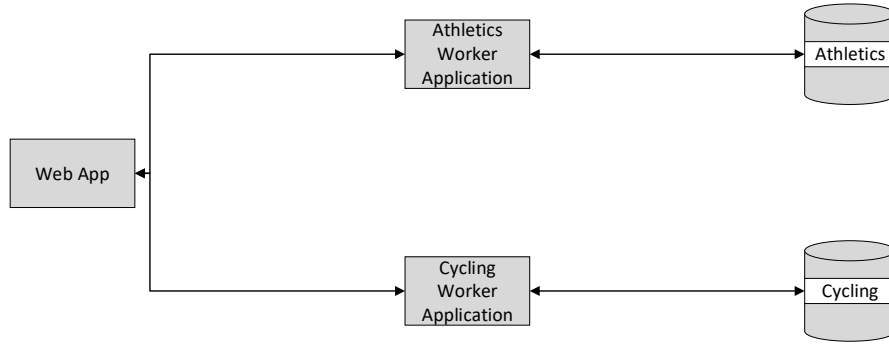 Athletics
Worker
Application
Athletics
Web App
Cycling
Worker
Application
Cycling